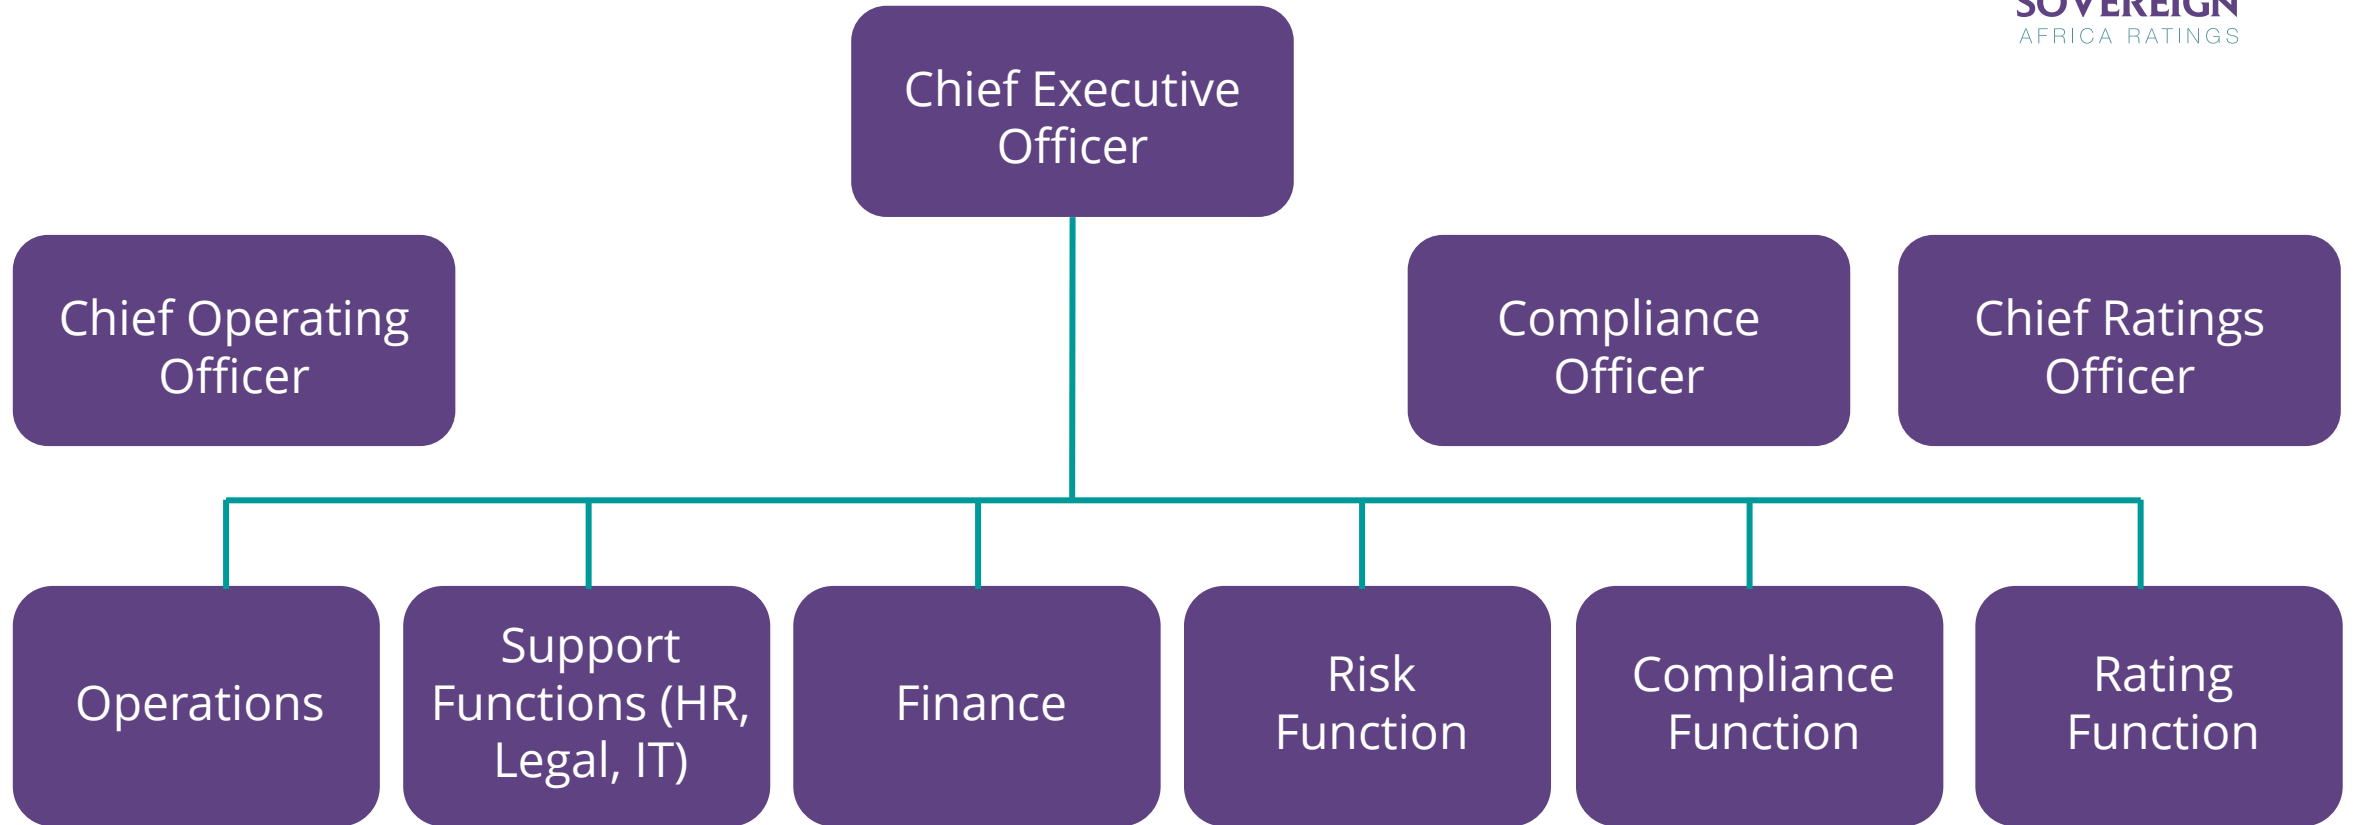 SOVEREIGN
AFRICA RATINGS
Chief Executive
Officer
Chief Operating
Officer
Compliance
Officer
Chief Ratings
Officer
Operations
Support
Functions (HR,
Legal, IT)
Finance
Risk
Function
Compliance
Function
Rating
Function